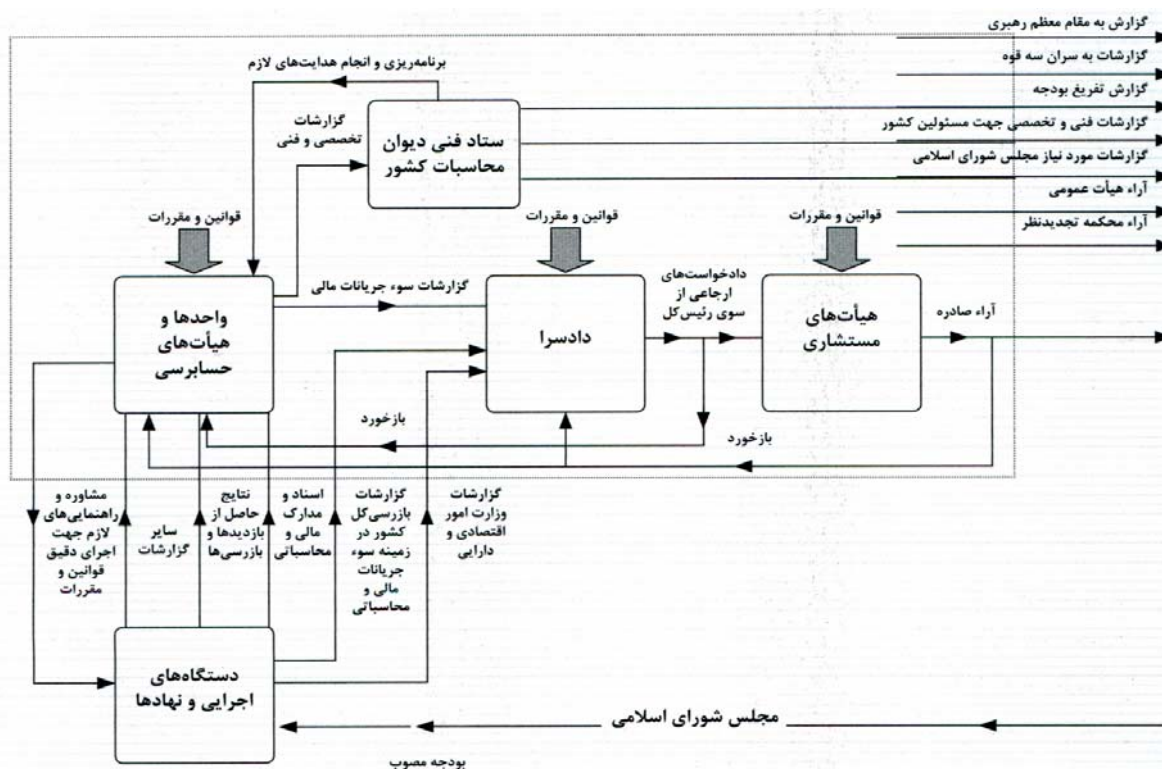 گزارش به مقام معظم رهبری
گزارشات به سران سه قوه
گزارش تفریغ بودجه
گزارشات فنی و تخصصی جهت مسئولین کشور
گزارشات مورد نیاز مجلس شورای اسلامی
آراء هیأت عمومی
آراء محکمه تجدیدنظر
برنامه‌ریزی و انجام هدایت‌های لازم
ستاد فنی دیوان
محاسبات کشور
گزارشات
تخصصی و فنی
قوانین و مقررات
قوانین و مقررات
قوانین و مقررات
هیأت‌های
مستشاری
آراء صادره
دادخواست‌های
ارجاعی از
سوی رئیس‌کل
دادسرا
گزارشات سوء جریانات مالی
واحدها و
هیأت‌های
حسابرسی
بازخورد
بازخورد
گزارشات
وزارت امور
اقتصادی و
دارایی
گزارشات
بازرسی‌کل
کشور در
زمینه سوء
جریانات
مالی و
محاسباتی
اسناد و
مدارک
مالی و
محاسباتی
نتایج
حاصل از
بازدیدها و
بازرسی‌ها
سایر
گزارشات
مشاوره و
راهنمایی‌های
لازم جهت
اجرای دقیق
قوانین و
مقررات
دستگاه‌های
اجرایی و نهادها
مجلس شورای اسلامی
بودجه مصوب